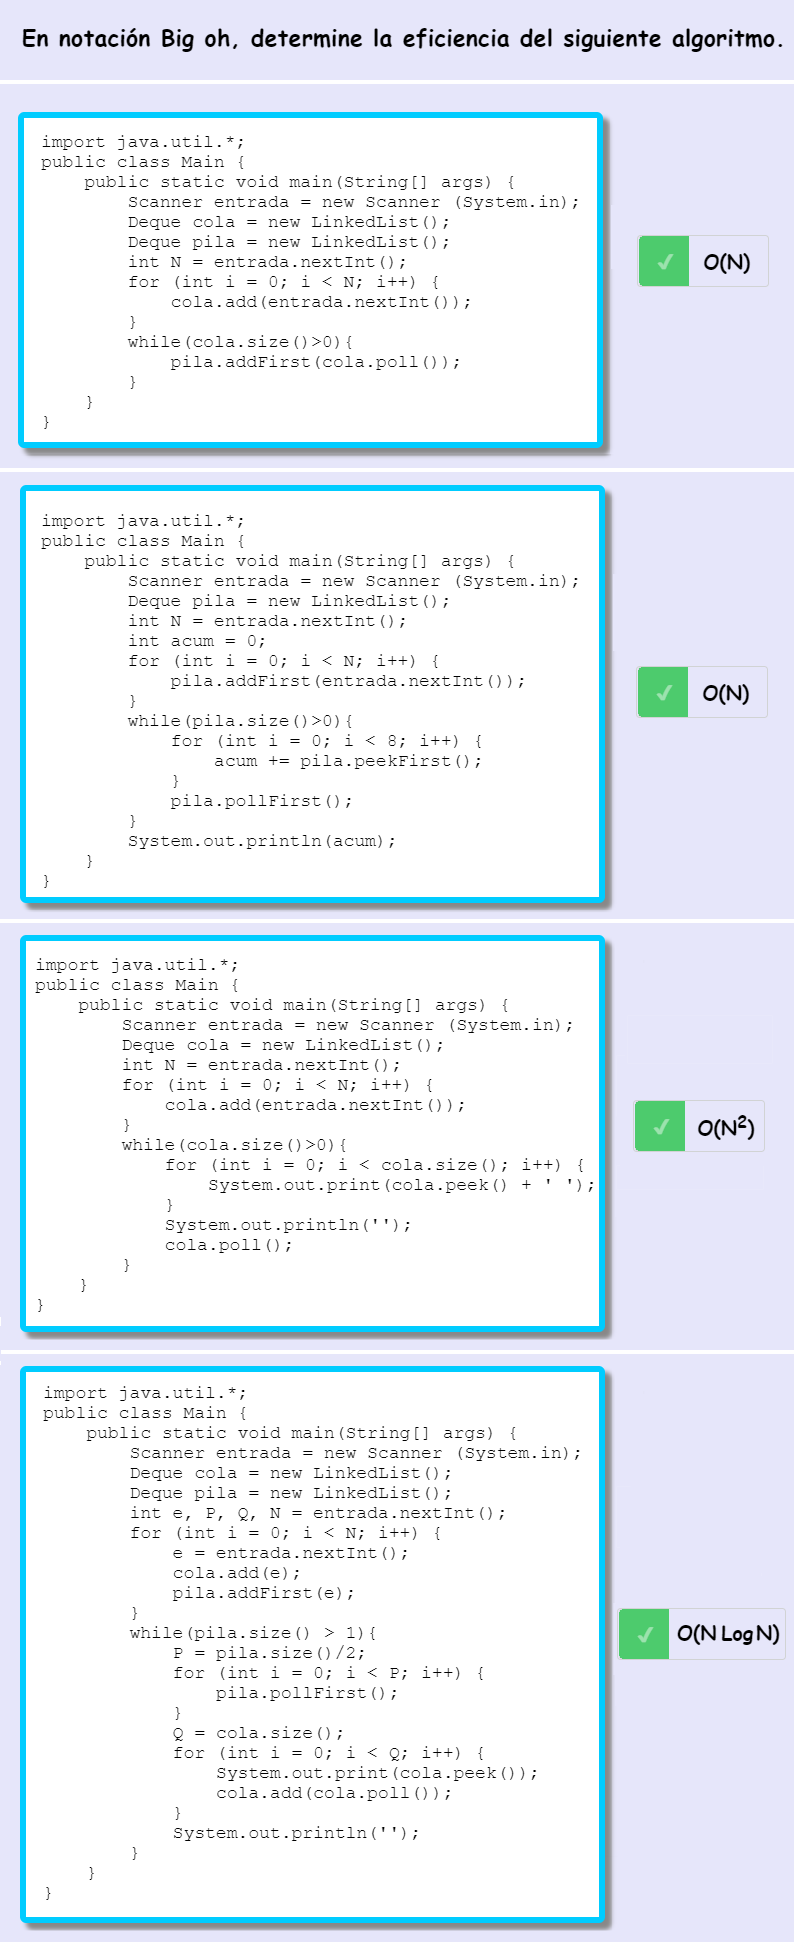 En notación Big oh, determine la eficiencia del siguiente algoritmo.
import java.util.*;
public class Main {
    public static void main(String[] args) {
        Scanner entrada = new Scanner (System.in);
        Deque cola = new LinkedList();
        Deque pila = new LinkedList();
        int N = entrada.nextInt();
        for (int i = 0; i < N; i++) {
            cola.add(entrada.nextInt());
        }
        while(cola.size()>0){
            pila.addFirst(cola.poll());
        }
    }
}
O(N)
import java.util.*;
public class Main {
    public static void main(String[] args) {
        Scanner entrada = new Scanner (System.in);
        Deque pila = new LinkedList();
        int N = entrada.nextInt();
        int acum = 0;
        for (int i = 0; i < N; i++) {
            pila.addFirst(entrada.nextInt());
        }
        while(pila.size()>0){
            for (int i = 0; i < 8; i++) {
                acum += pila.peekFirst();
            }
            pila.pollFirst();
        }
        System.out.println(acum);
    }
}
O(N)
import java.util.*;
public class Main {
    public static void main(String[] args) {
        Scanner entrada = new Scanner (System.in);
        Deque cola = new LinkedList();
        int N = entrada.nextInt();
        for (int i = 0; i < N; i++) {
            cola.add(entrada.nextInt());
        }
        while(cola.size()>0){
            for (int i = 0; i < cola.size(); i++) {
                System.out.print(cola.peek() + ' ');
            }
            System.out.println('');
            cola.poll();
        }
    }
}
O(N²)
import java.util.*;
public class Main {
    public static void main(String[] args) {
        Scanner entrada = new Scanner (System.in);
        Deque cola = new LinkedList();
        Deque pila = new LinkedList();
        int e, P, Q, N = entrada.nextInt();
        for (int i = 0; i < N; i++) {
            e = entrada.nextInt();
            cola.add(e);
            pila.addFirst(e);
        }
        while(pila.size() > 1){
            P = pila.size()/2;
            for (int i = 0; i < P; i++) {
                pila.pollFirst();
            }
            Q = cola.size();
            for (int i = 0; i < Q; i++) {
                System.out.print(cola.peek());
                cola.add(cola.poll());
            }
            System.out.println('');
        }
    }
}
O(N Log N)